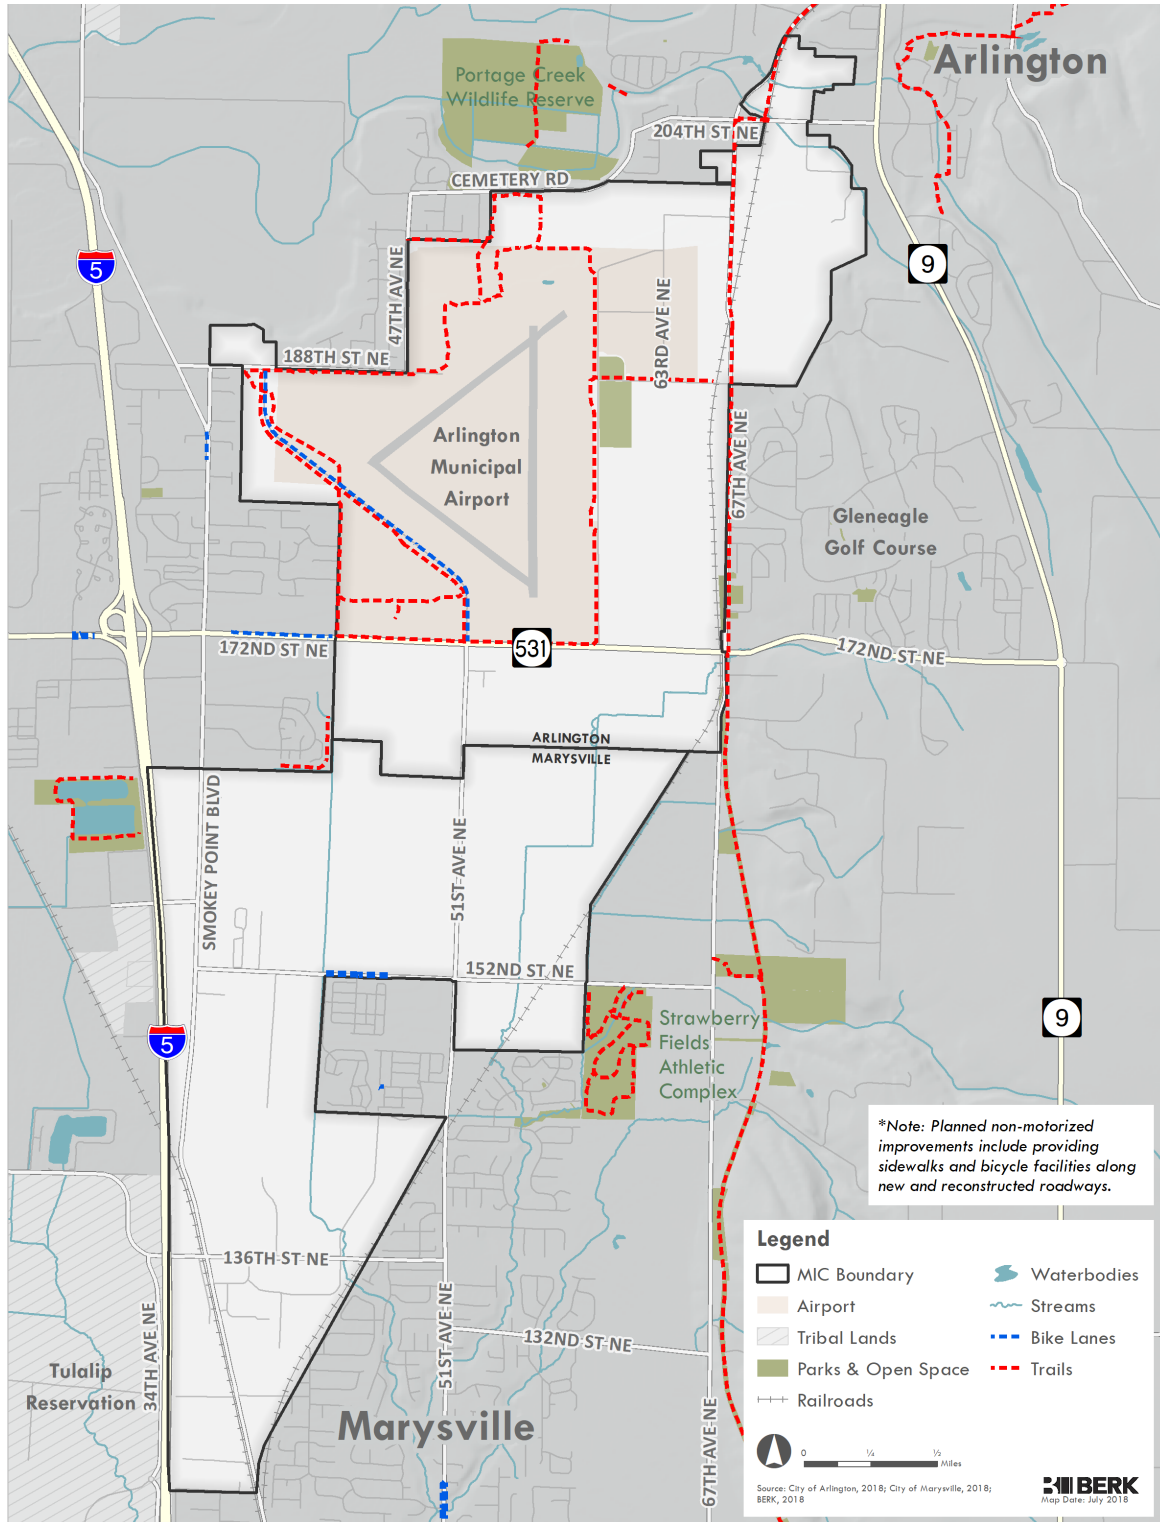 Arlington
Portage Creek
Wildlife Reserve
204TH ST NE
CEMETERY RD
5
9
47TH AV NE
63RD AVE NE
188TH ST NE
Arlington
Municipal
Airport
67TH AVE NE
Gleneagle
Golf Course
531
172ND ST NE
172ND ST NE
ARLINGTON
MARYSVILLE
SMOKEY POINT BLVD
51ST AVE NE
152ND ST NE
5
9
Strawberry
Fields
Athletic
Complex
*Note: Planned non-motorized
improvements include providing
sidewalks and bicycle facilities along
new and reconstructed roadways.
136TH ST NE
34TH AVE NE
51ST AVE NE
132ND ST NE
Tulalip
Reservation
Marysville
67TH AVE NE
Legend
MIC Boundary
Airport
Tribal Lands
Parks & Open Space
Railroads
Waterbodies
Streams
Bike Lanes
Trails
0 ¼ ½
Miles
Source: City of Arlington, 2018; City of Marysville, 2018;
BERK, 2018
BERK
Map Date: July 2018